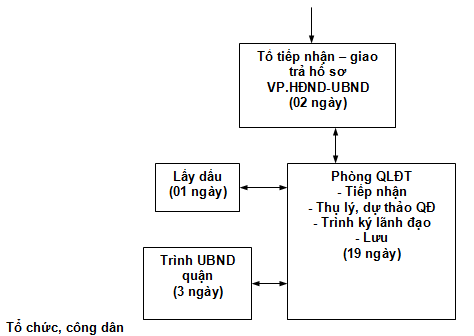 Tổ tiếp nhận – giao
trả hồ sơ
VP.HĐND-UBND
(02 ngày)
Lấy dấu
(01 ngày)
Phòng QLĐT
- Tiếp nhận
- Thụ lý, dự thảo QĐ
- Trình ký lãnh đạo
- Lưu
(19 ngày)
Trình UBND
quận
(3 ngày)
Tổ chức, công dân